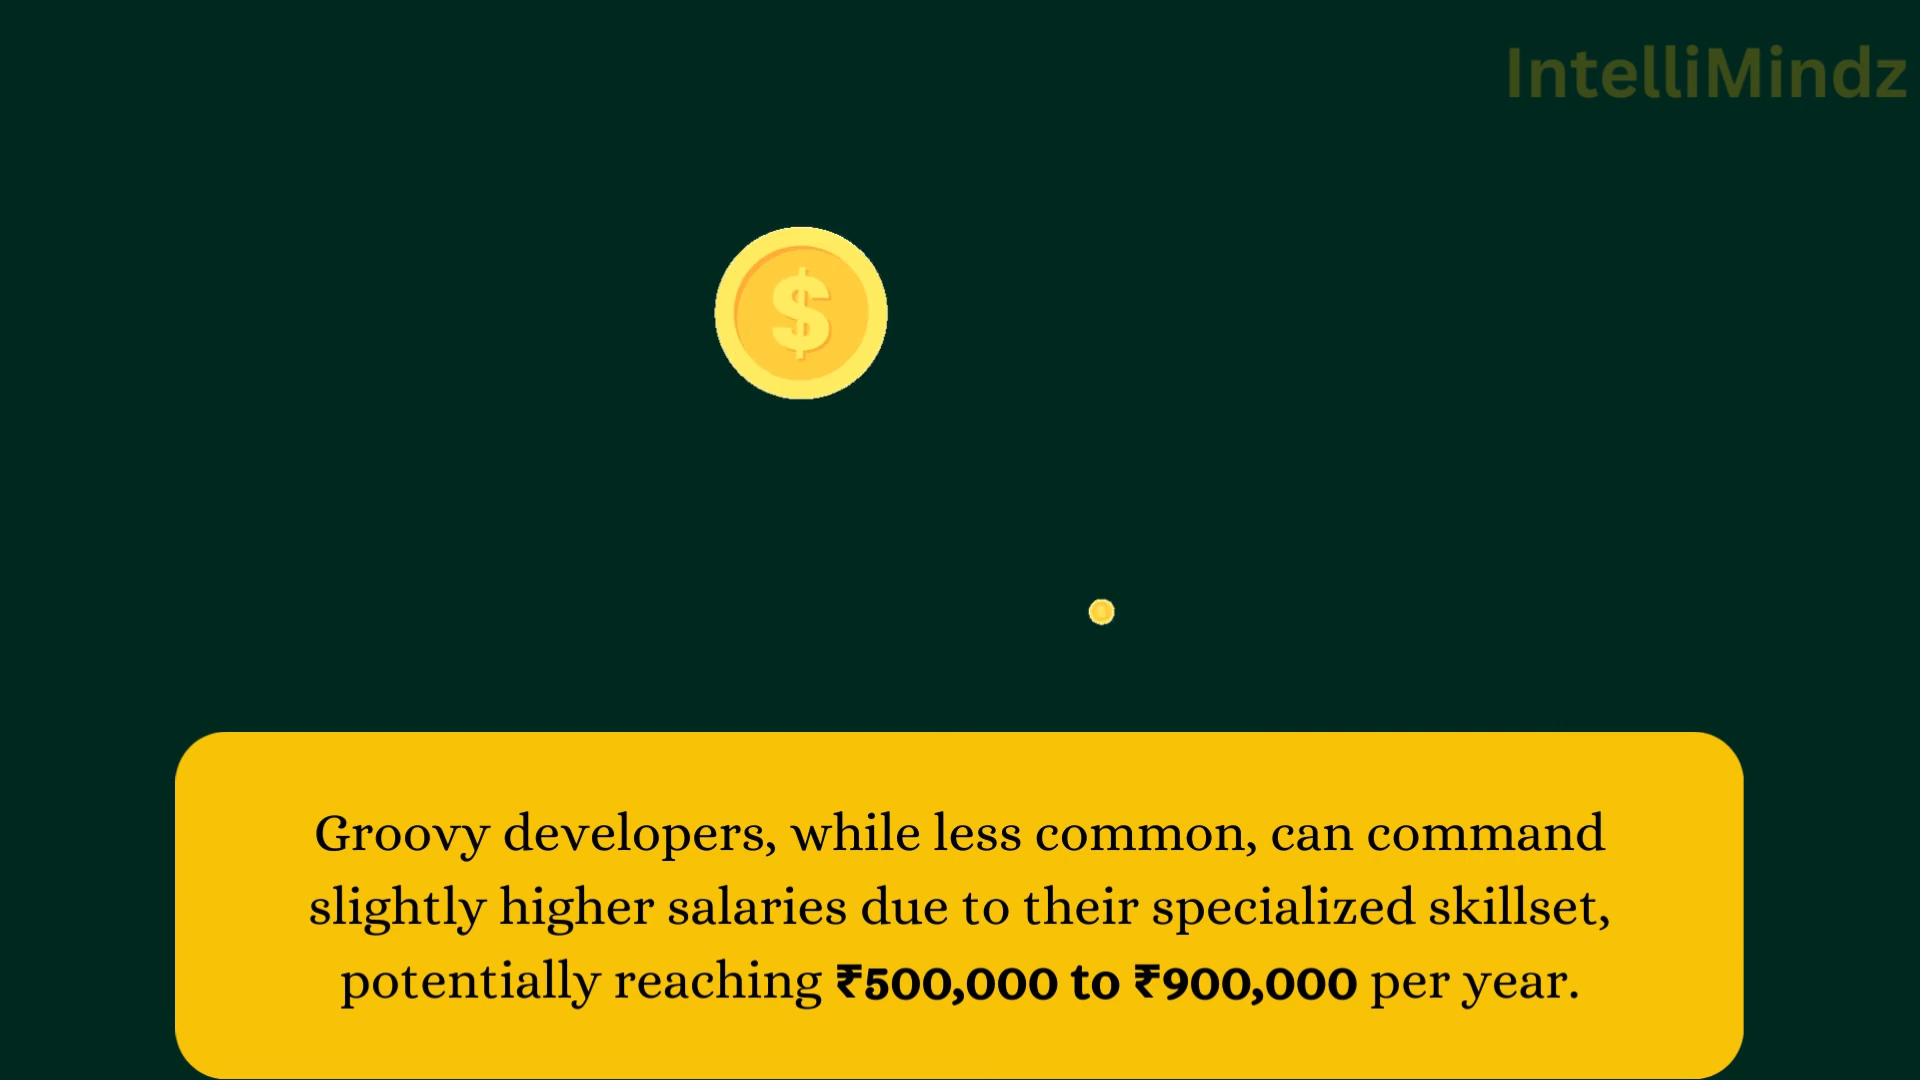 IntelliMindz
$
Groovy developers, while less common, can command
slightly higher salaries due to their specialized skillset,
potentially reaching ₹500,000 to ₹900,000 per year.